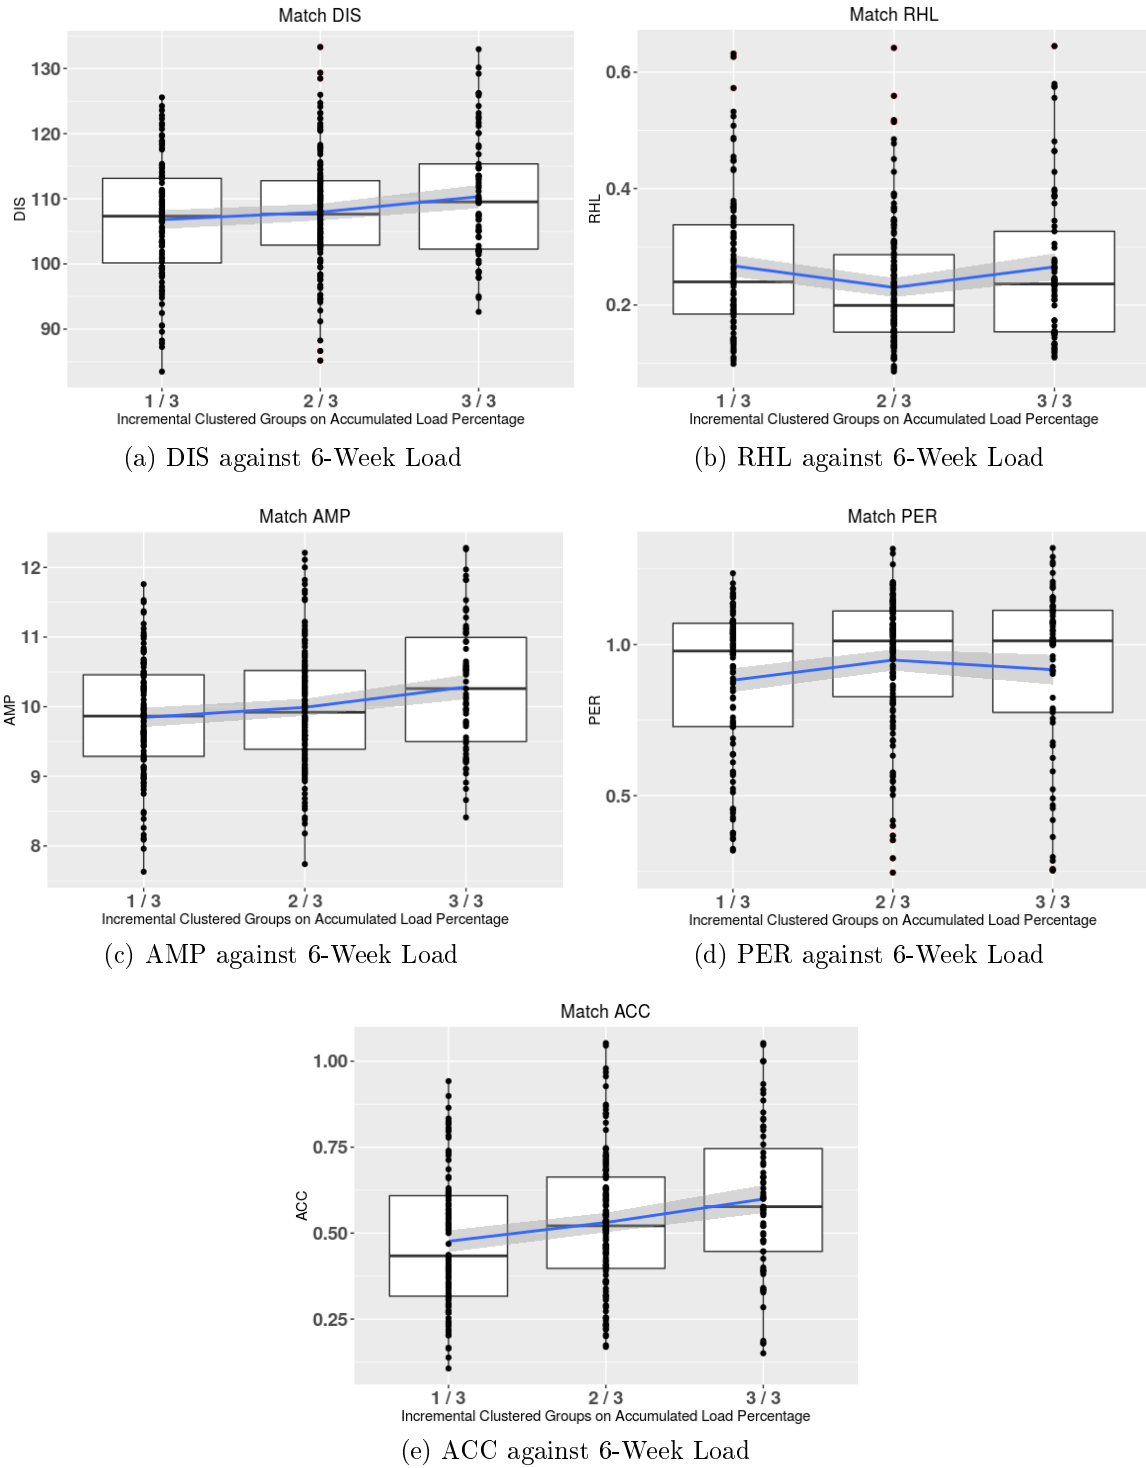 Match DIS
130
120
110
100
90
DIS
1 / 3
2 / 3
3 / 3
Incremental Clustered Groups on Accumulated Load Percentage
(a) DIS against 6-Week Load
Match RHL
0.6
0.4
0.2
RHL
1 / 3
2 / 3
3 / 3
Incremental Clustered Groups on Accumulated Load Percentage
(b) RHL against 6-Week Load
Match AMP
12
11
10
9
8
AMP
1 / 3
2 / 3
3 / 3
Incremental Clustered Groups on Accumulated Load Percentage
(c) AMP against 6-Week Load
Match PER
1.0
0.5
PER
1 / 3
2 / 3
3 / 3
Incremental Clustered Groups on Accumulated Load Percentage
(d) PER against 6-Week Load
Match ACC
1.00
0.75
0.50
0.25
ACC
1 / 3
2 / 3
3 / 3
Incremental Clustered Groups on Accumulated Load Percentage
(e) ACC against 6-Week Load